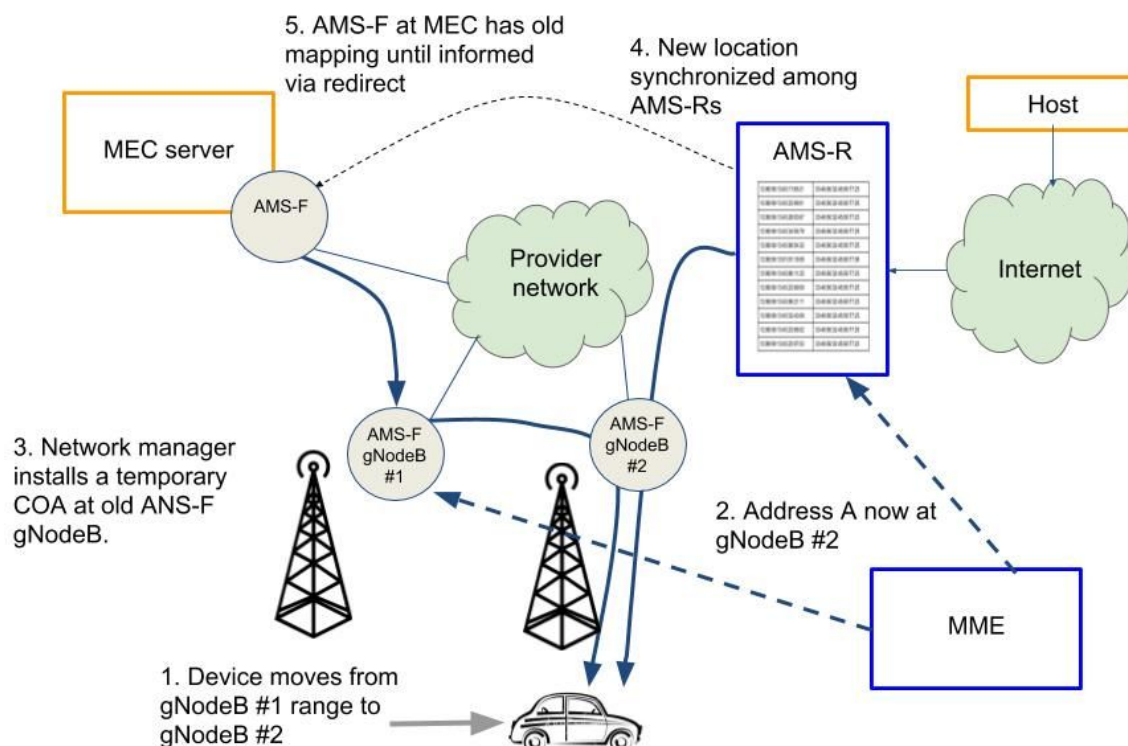 5. AMS-F at MEC has old
mapping until informed
via redirect
4. New location
synchronized among
AMS-Rs
Host
MEC server
AMS-R
AMS-F
Provider
network
Internet
AMS-F
gNodeB
#1
AMS-F
gNodeB
#2
3. Network manager
installs a temporary
COA at old ANS-F
gNodeB.
2. Address A now at
gNodeB #2
MME
1. Device moves from
gNodeB #1 range to
gNodeB #2